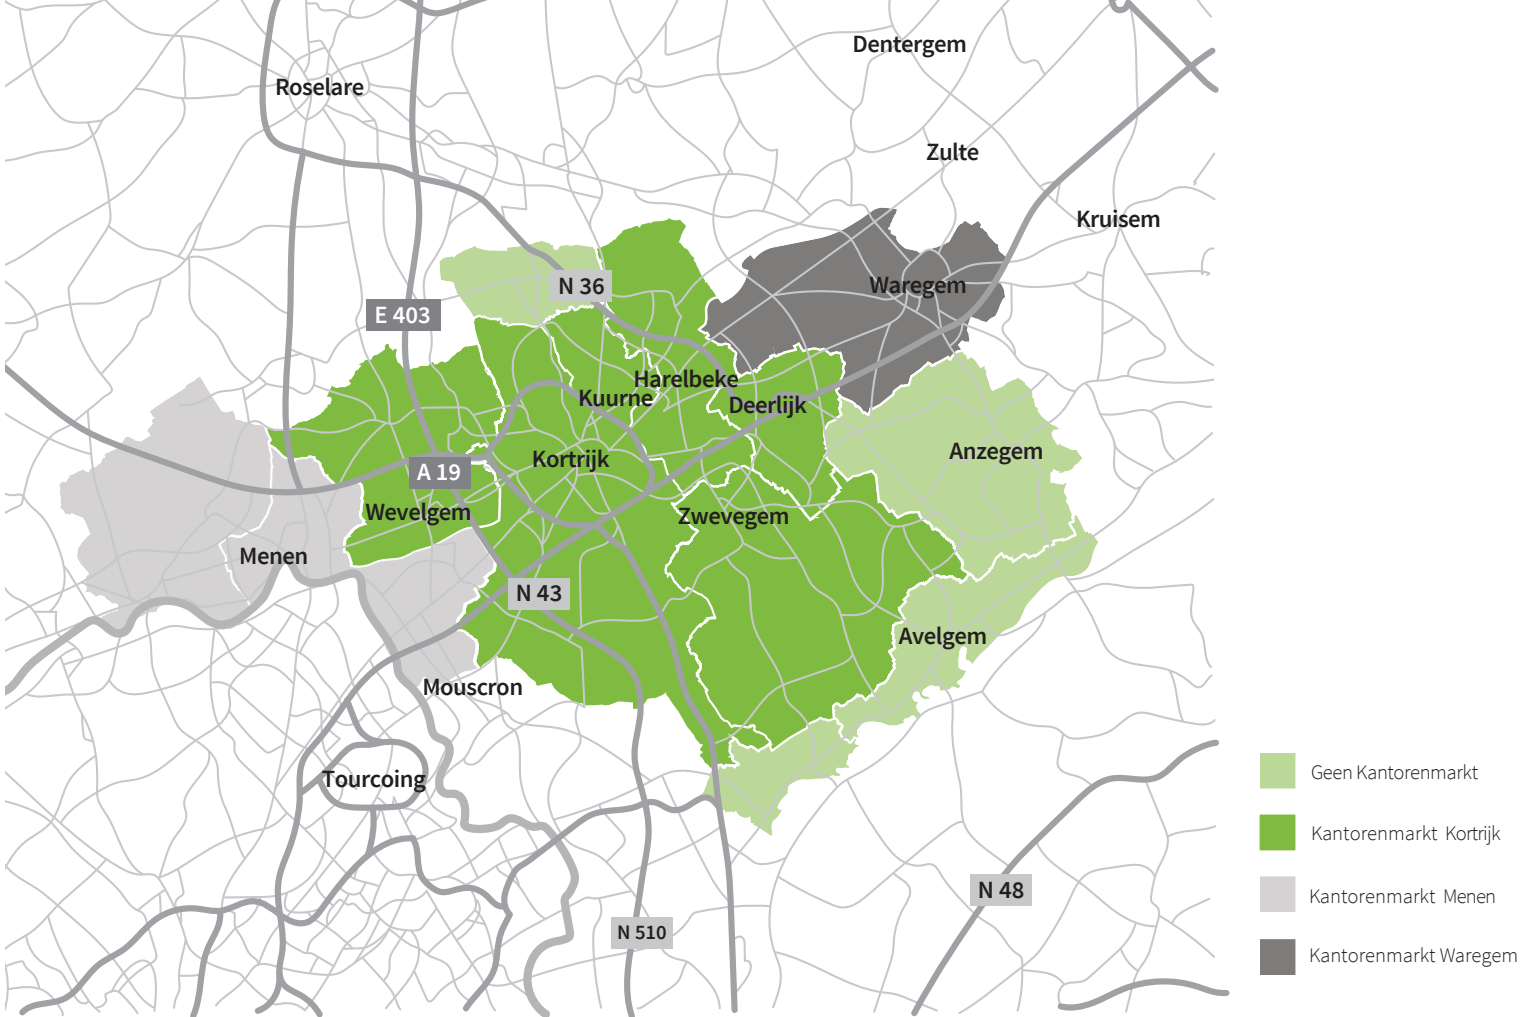 Dentergem
Roselare
Zulte
Kruisem
N 36
Waregem
E 403
Harelbeke
Kuurne
Deerlijk
Anzegem
Kortrijk
A 19
Wevelgem
Zwevegem
Menen
N 43
Avelgem
Mouscron
Tourcoing
N 48
N 510
Geen Kantorenmarkt
Kantorenmarkt Kortrijk
Kantorenmarkt Menen
Kantorenmarkt Waregem